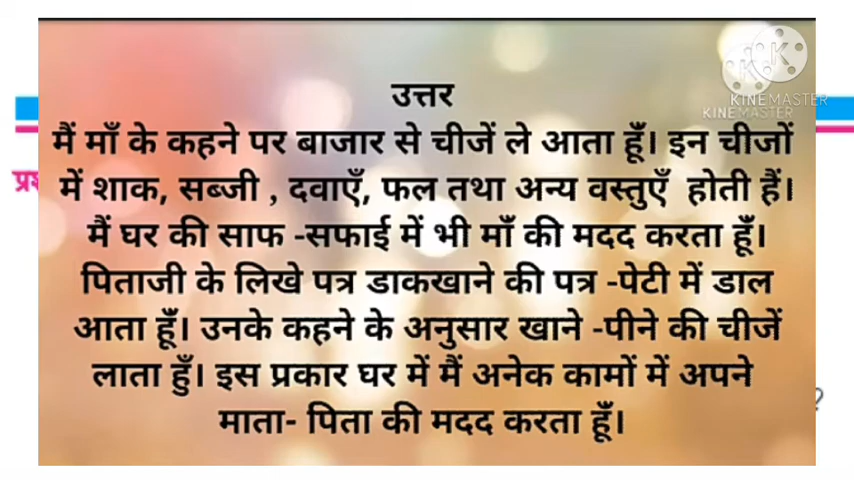 KINEMASTER
KINEMASTER
उत्तर
मैं माँ के कहने पर बाजार से चीजें ले आता हूँ। इन चीजों
में शाक, सब्जी , दवाएँ, फल तथा अन्य वस्तुएँ होती हैं।
मैं घर की साफ -सफाई में भी माँ की मदद करता हूँ।
पिताजी के लिखे पत्र डाकखाने की पत्र -पेटी में डाल
आता हूँ। उनके कहने के अनुसार खाने -पीने की चीजें
लाता हुँ। इस प्रकार घर में मैं अनेक कामों में अपने
माता- पिता की मदद करता हूँ।